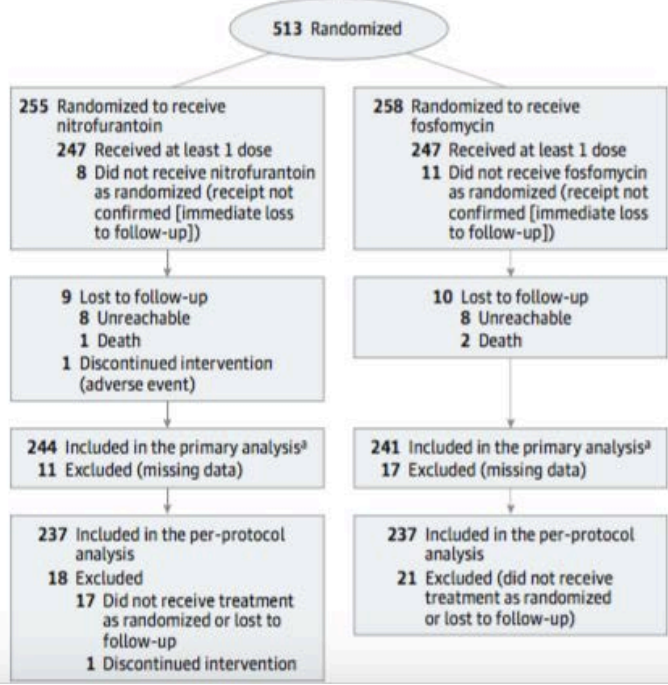 513 Randomized
255 Randomized to receive
nitrofurantoin
247 Received at least 1 dose
8 Did not receive nitrofurantoin
as randomized (receipt not
confirmed [immediate loss
to follow-up])
258 Randomized to receive
fosfomycin
247 Received at least 1 dose
11 Did not receive fosfomycin
as randomized (receipt not
confirmed [immediate loss
to follow-up])
9 Lost to follow-up
8 Unreachable
1 Death
1 Discontinued intervention
(adverse event)
10 Lost to follow-up
8 Unreachable
2 Death
244 Included in the primary analysisᵃ
11 Excluded (missing data)
241 Included in the primary analysisᵃ
17 Excluded (missing data)
237 Included in the per-protocol
analysis
18 Excluded
17 Did not receive treatment
as randomized or lost to
follow-up
1 Discontinued intervention
237 Included in the per-protocol
analysis
21 Excluded (did not receive
treatment as randomized
or lost to follow-up)